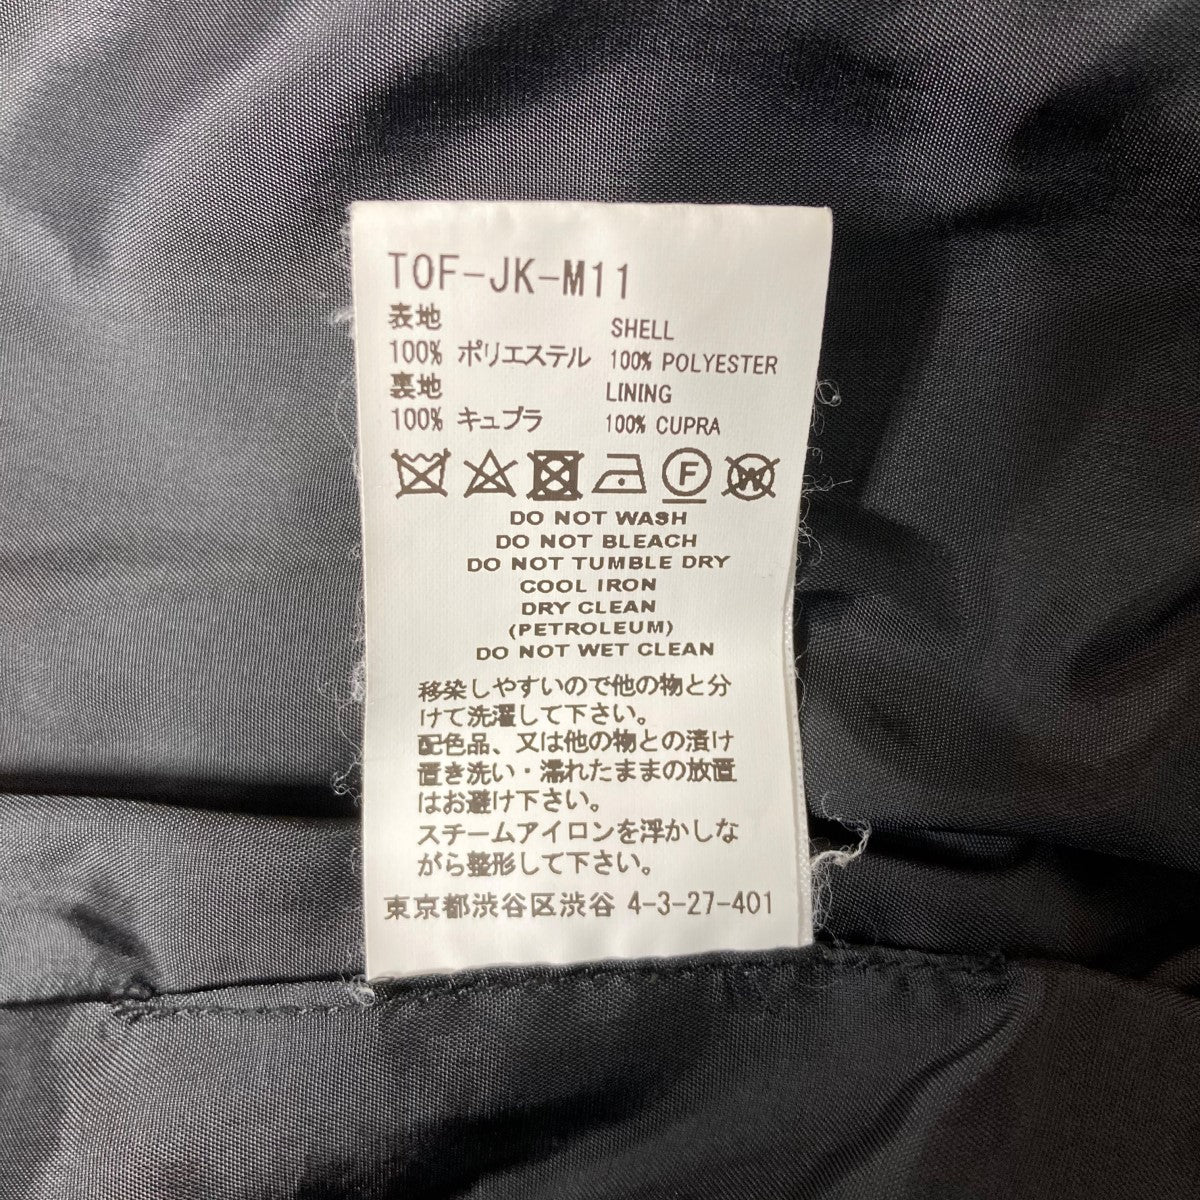 TOF-JK-M11
表地 SHELL
100% ポリエステル 100% POLYESTER
裏地 LINING
100% キュプラ 100% CUPRA
F W
DO NOT WASH
DO NOT BLEACH
DO NOT TUMBLE DRY
COOL IRON
DRY CLEAN
(PETROLEUM)
DO NOT WET CLEAN
移染しやすいので他の物と分
けて洗濯して下さい。
配色品、又は他の物との漬け
置き洗い・濡れたままの放置
はお避け下さい。
スチームアイロンを浮かしな
がら整形して下さい。
東京都渋谷区渋谷 4-3-27-401